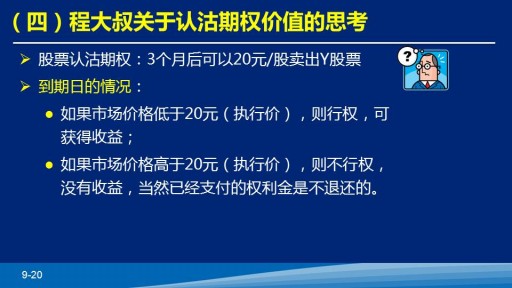 （四）程大叔关于认沽期权价值的思考
股票认沽期权：3个月后可以20元/股卖出Y股票
到期日的情况：
如果市场价格低于20元（执行价），则行权，可
获得收益；
如果市场价格高于20元（执行价），则不行权，
没有收益，当然已经支付的权利金是不退还的。
?
9-20